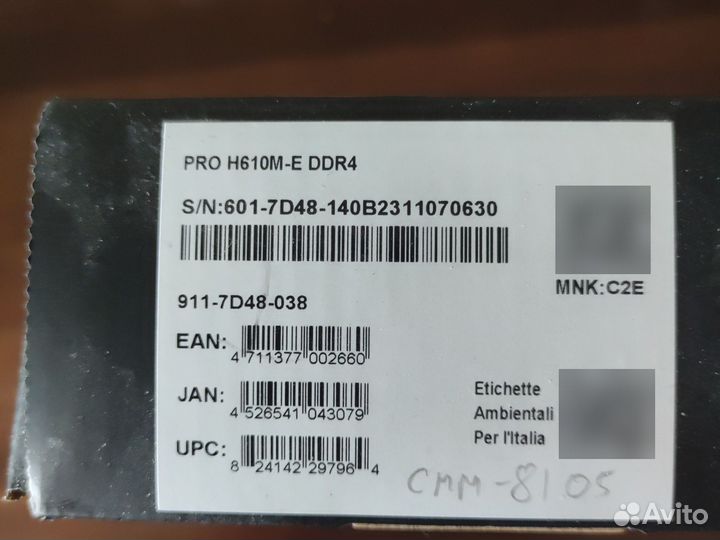 PRO H610M-E DDR4
S/N:601-7D48-140B2311070630
MNK:C2E
911-7D48-038
EAN:
4 711377 002660
JAN:
4 526541 043079
UPC:
8 24142 29796 4
Etichette
Ambientali
Per l'Italia
CMM-8105
Avito